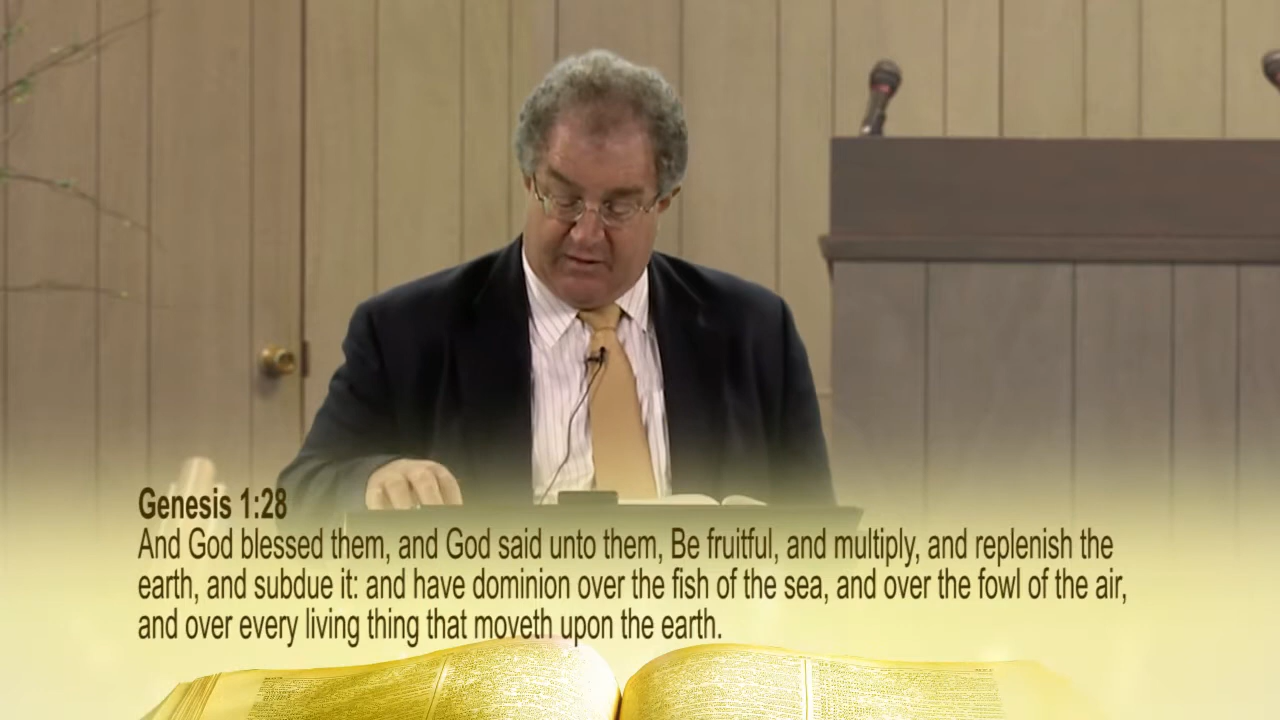 Genesis 1:28
And God blessed them, and God said unto them, Be fruitful, and multiply, and replenish the
earth, and subdue it: and have dominion over the fish of the sea, and over the fowl of the air,
and over every living thing that moveth upon the earth.